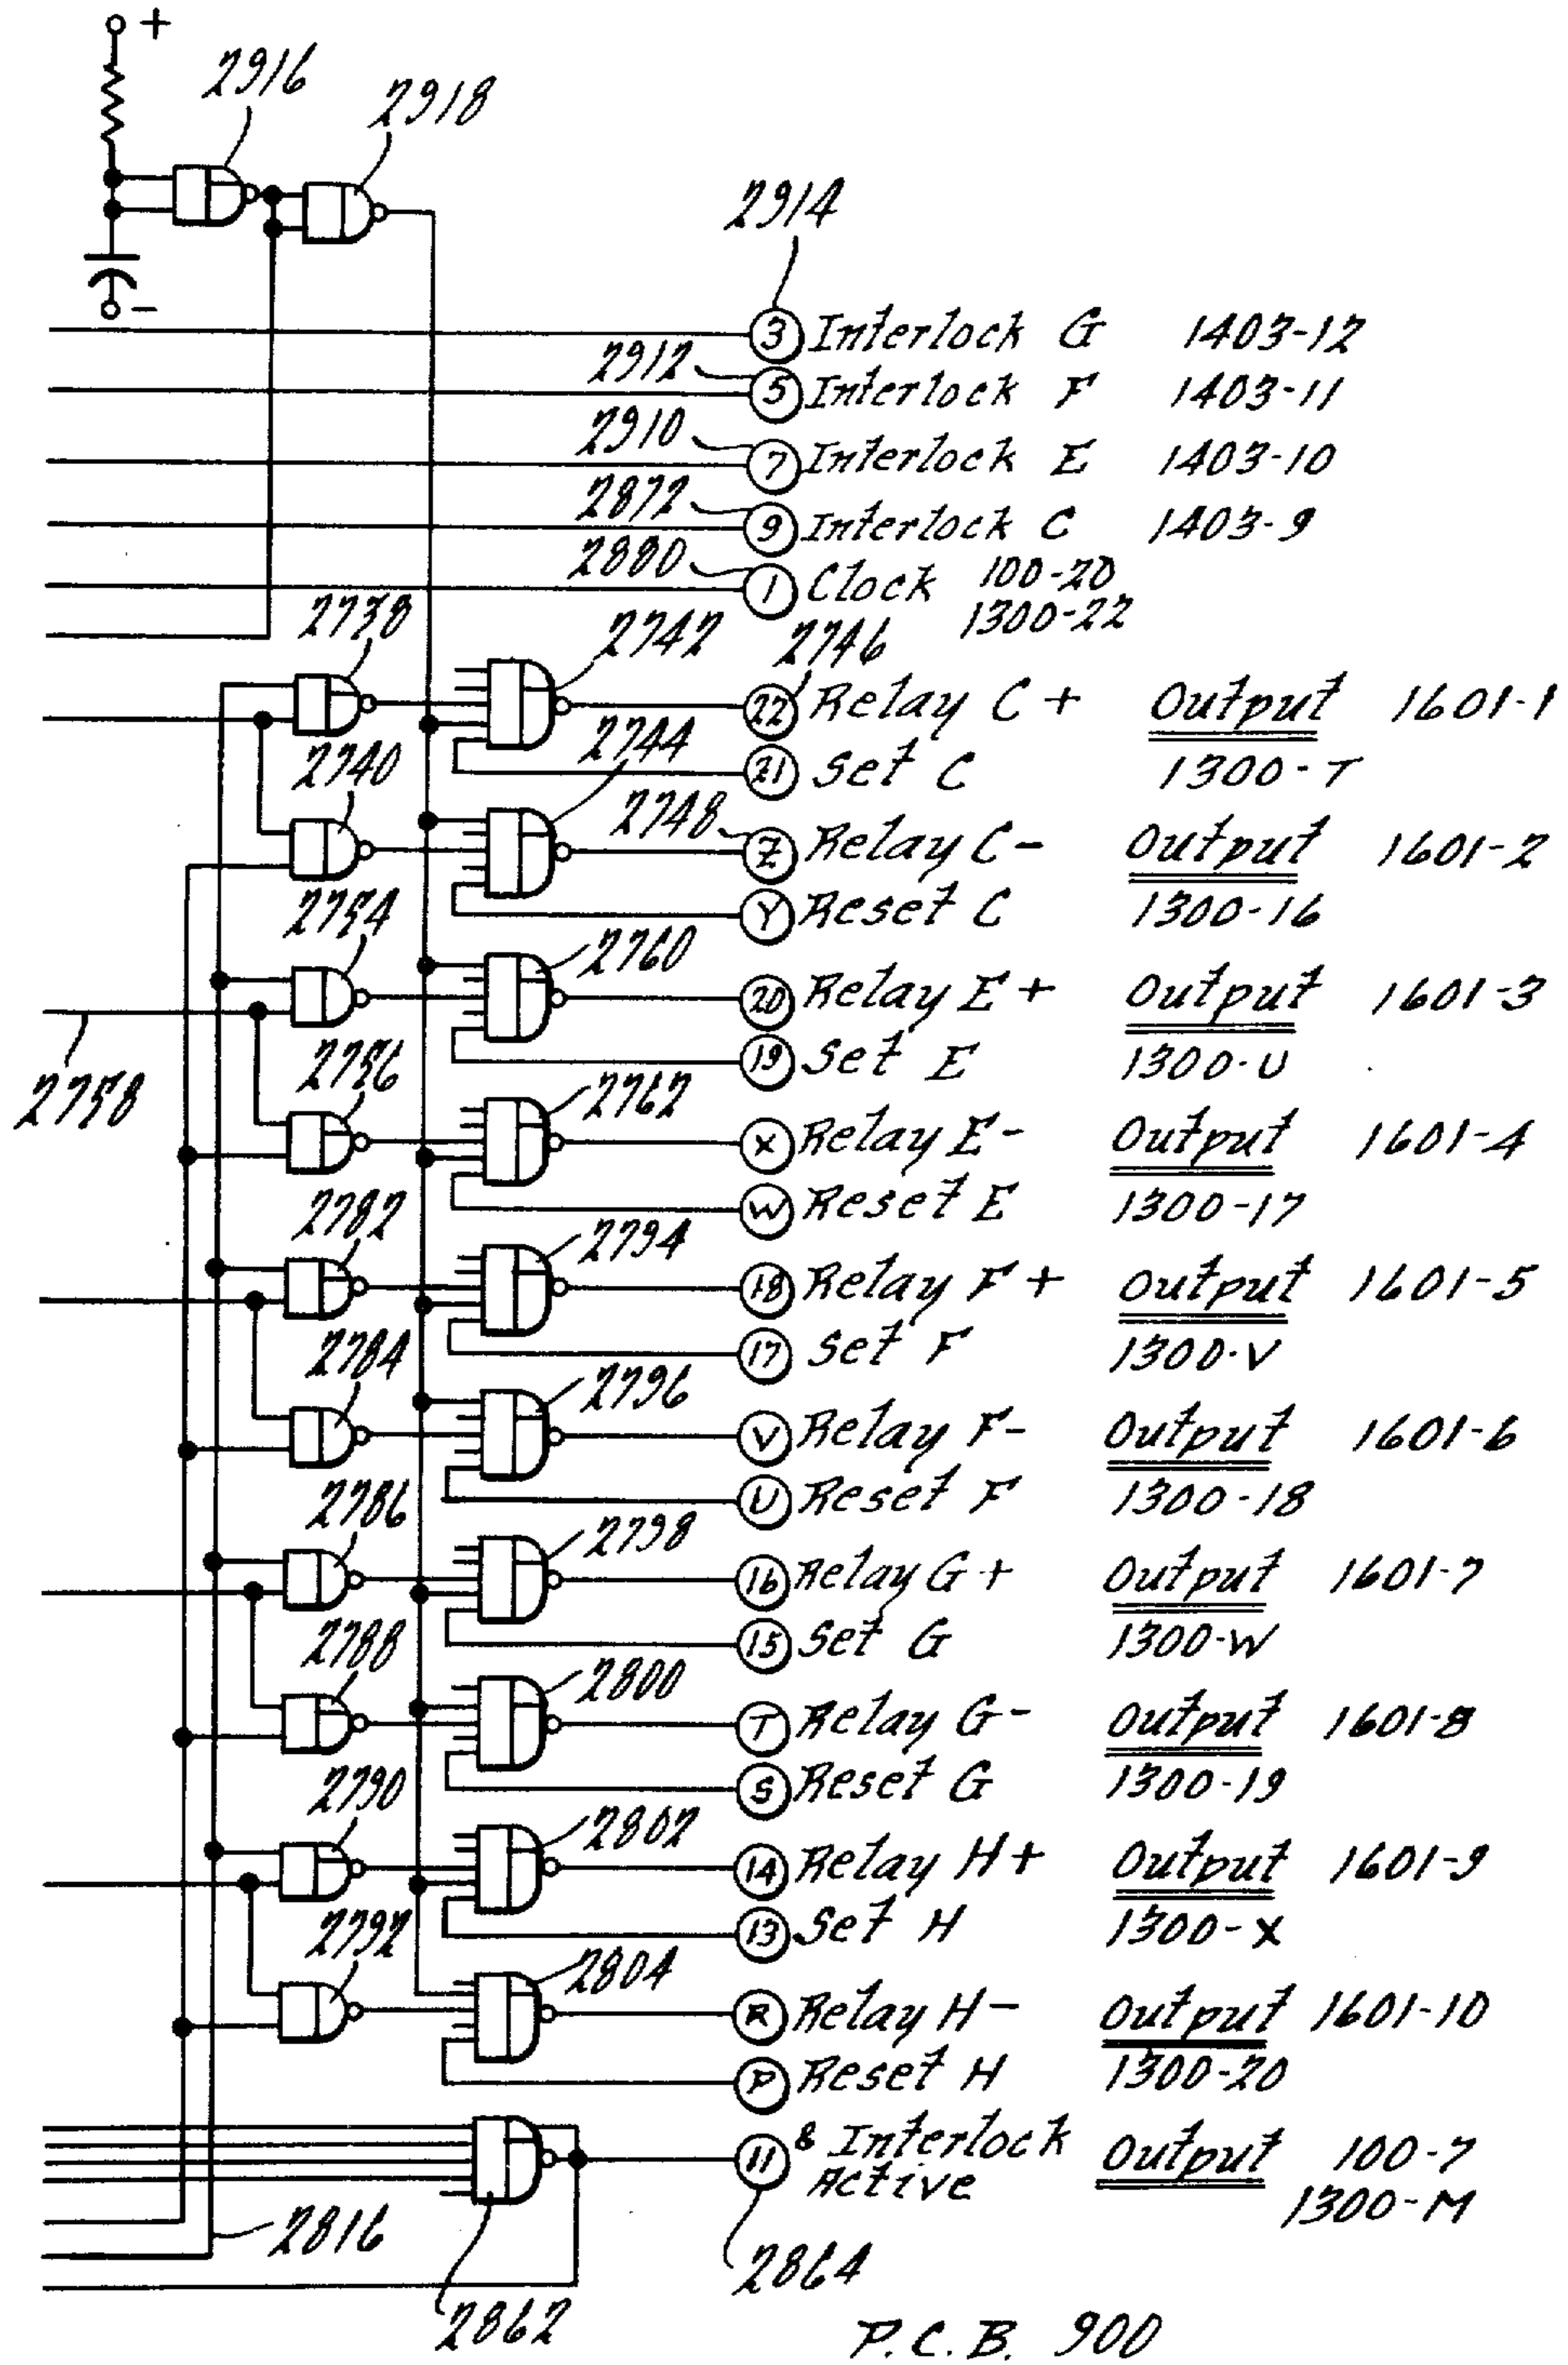 +
2916
2918
2914
-
3 Interlock G 1403-12
2912
5 Interlock F 1403-11
2910
7 Interlock E 1403-10
2872
9 Interlock C 1403-9
2880
1 Clock 100-20
1300-22
2738
2742
2746
22 Relay C+ Output 1601-1
2744
21 Set C 1300-T
2740
2748
Z Relay C- Output 1601-2
2754
Y Reset C 1300-16
2760
20 Relay E+ Output 1601-3
2758
2756
19 Set E 1300-U
2762
X Relay E- Output 1601-4
2782
W Reset E 1300-17
2794
18 Relay F+ Output 1601-5
2784
17 Set F 1300-V
2796
V Relay F- Output 1601-6
2786
U Reset F 1300-18
2798
16 Relay G+ Output 1601-7
2788
15 Set G 1300-W
2800
T Relay G- Output 1601-8
2790
S Reset G 1300-19
2802
14 Relay H+ Output 1601-9
2792
13 Set H 1300-X
2804
R Relay H- Output 1601-10
P Reset H 1300-20
11 & Interlock Output 100-7
Active 1300-M
2816
2864
2862
P.C.B. 900